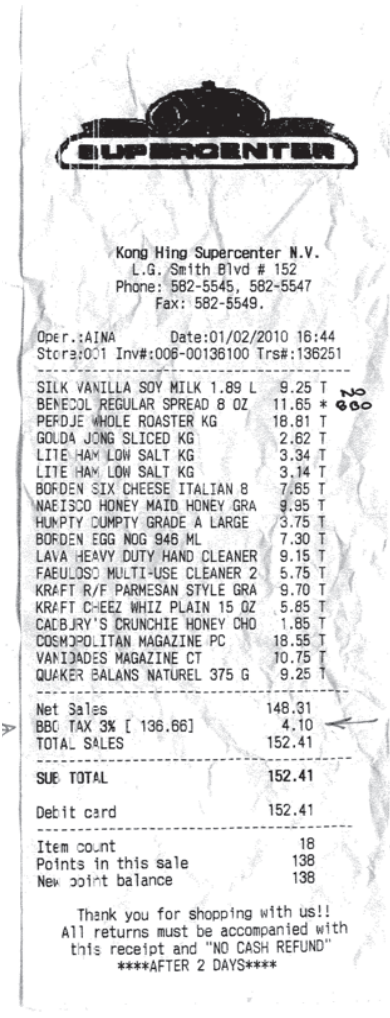 SUPERCENTER
Kong Hing Supercenter N.V.
L.G. Smith Blvd # 152
Phone: 582-5545, 582-5547
Fax: 582-5549.
Oper.:AINA Date:01/02/2010 16:44
Store:001 Inv#:006-00136100 Trs#:136251
SILK VANILLA SOY MILK 1.89 L 9.25 T
BENECOL REGULAR SPREAD 8 OZ 11.65 * NO BBO
PERDJE WHOLE ROASTER KG 18.81 T
GOUDA JONG SLICED KG 2.62 T
LITE HAM LOW SALT KG 3.34 T
LITE HAM LOW SALT KG 3.14 T
BORDEN SIX CHEESE ITALIAN 8 7.65 T
NABISCO HONEY MAID HONEY GRA 9.95 T
HUMPTY DUMPTY GRADE A LARGE 3.75 T
BORDEN EGG NOG 946 ML 7.30 T
LAVA HEAVY DUTY HAND CLEANER 9.15 T
FABULOSO MULTI-USE CLEANER 2 5.75 T
KRAFT R/F PARMESAN STYLE GRA 9.70 T
KRAFT CHEEZ WHIZ PLAIN 15 OZ 5.85 T
CADBJRY'S CRUNCHIE HONEY CHO 1.85 T
COSMOPOLITAN MAGAZINE PC 18.55 T
VANIDADES MAGAZINE CT 10.75 T
QUAKER BALANS NATUREL 375 G 9.25 T
Net Sales 148.31
BBO TAX 3% [ 136.66] 4.10
TOTAL SALES 152.41
SUB TOTAL 152.41
Debit card 152.41
Item count 18
Points in this sale 138
New point balance 138
Thank you for shopping with us!!
All returns must be accompanied with
this receipt and "NO CASH REFUND"
****AFTER 2 DAYS****